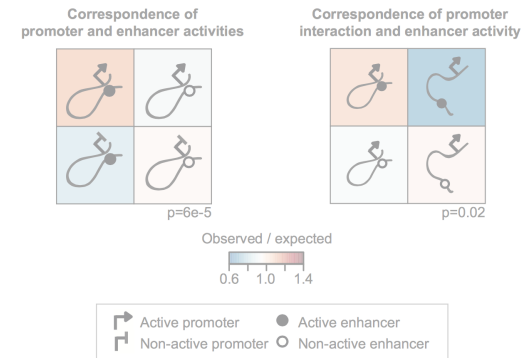 Correspondence of
promoter and enhancer activities
Correspondence of promoter
interaction and enhancer activity
p=6e-5
p=0.02
Observed / expected
0.6 1.0 1.4
Active promoter
Active enhancer
Non-active promoter
Non-active enhancer